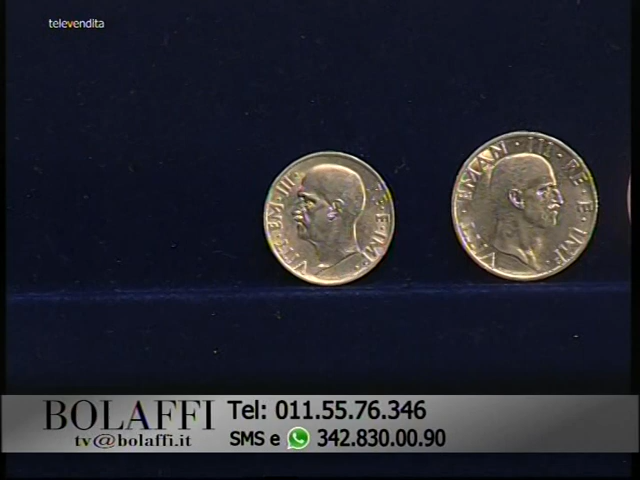 televendita
VITT·EM·III· RE·E·IMP·
VITT·EMAN·III·RE·E·IMP·
BOLAFFI
tv@bolaffi.it
Tel: 011.55.76.346
SMS e 342.830.00.90